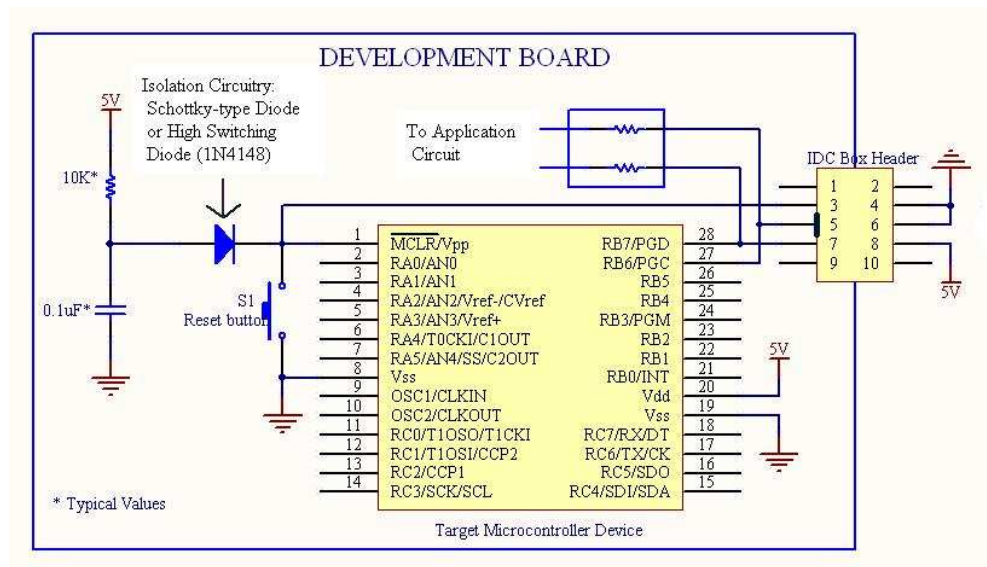 DEVELOPMENT BOARD
Isolation Circuitry:
Schottky-type Diode
or High Switching
Diode (1N4148)
5V
10K*
0.1uF*
To Application
Circuit
IDC Box Header
1 2
3 4
5 6
7 8
9 10
5V
S1
Reset button
1 MCLR/Vpp RB7/PGD 28
2 RA0/AN0 RB6/PGC 27
3 RA1/AN1 RB5 26
4 RA2/AN2/Vref-/CVref RB4 25
5 RA3/AN3/Vref+ RB3/PGM 24
6 RA4/T0CKI/C1OUT RB2 23
7 RA5/AN4/SS/C2OUT RB1 22
8 Vss RB0/INT 21
9 OSC1/CLKIN Vdd 20
10 OSC2/CLKOUT Vss 19
11 RC0/T1OSO/T1CKI RC7/RX/DT 18
12 RC1/T1OSI/CCP2 RC6/TX/CK 17
13 RC2/CCP1 RC5/SDO 16
14 RC3/SCK/SCL RC4/SDI/SDA 15
5V
* Typical Values
Target Microcontroller Device